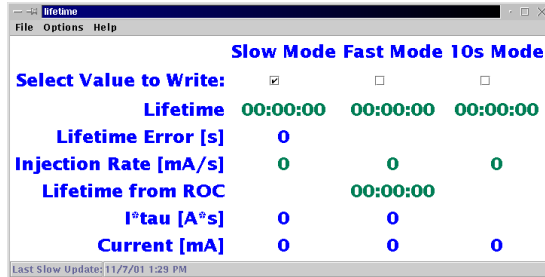 lifetime
File Options Help
Slow Mode Fast Mode 10s Mode
Select Value to Write:
Lifetime 00:00:00 00:00:00 00:00:00
Lifetime Error [s] 0
Injection Rate [mA/s] 0 0 0
Lifetime from ROC 00:00:00
I*tau [A*s] 0 0
Current [mA] 0 0 0
Last Slow Update: 11/7/01 1:29 PM